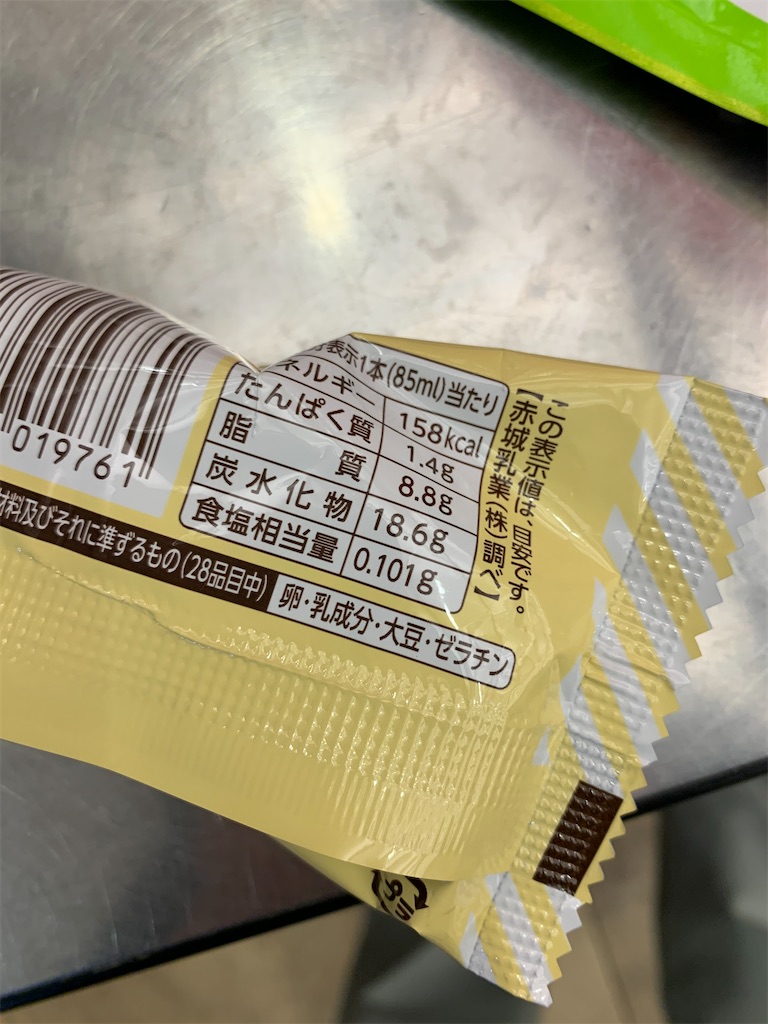 表示1本(85ml)当たり
ネルギー 158kcal
たんぱく質 1.4g
脂質 8.8g
炭水化物 18.6g
食塩相当量 0.101g
この表示値は、目安です。
【赤城乳業(株)調べ】
019761
材料及びそれに準ずるもの(28品目中) 卵・乳成分・大豆・ゼラチン